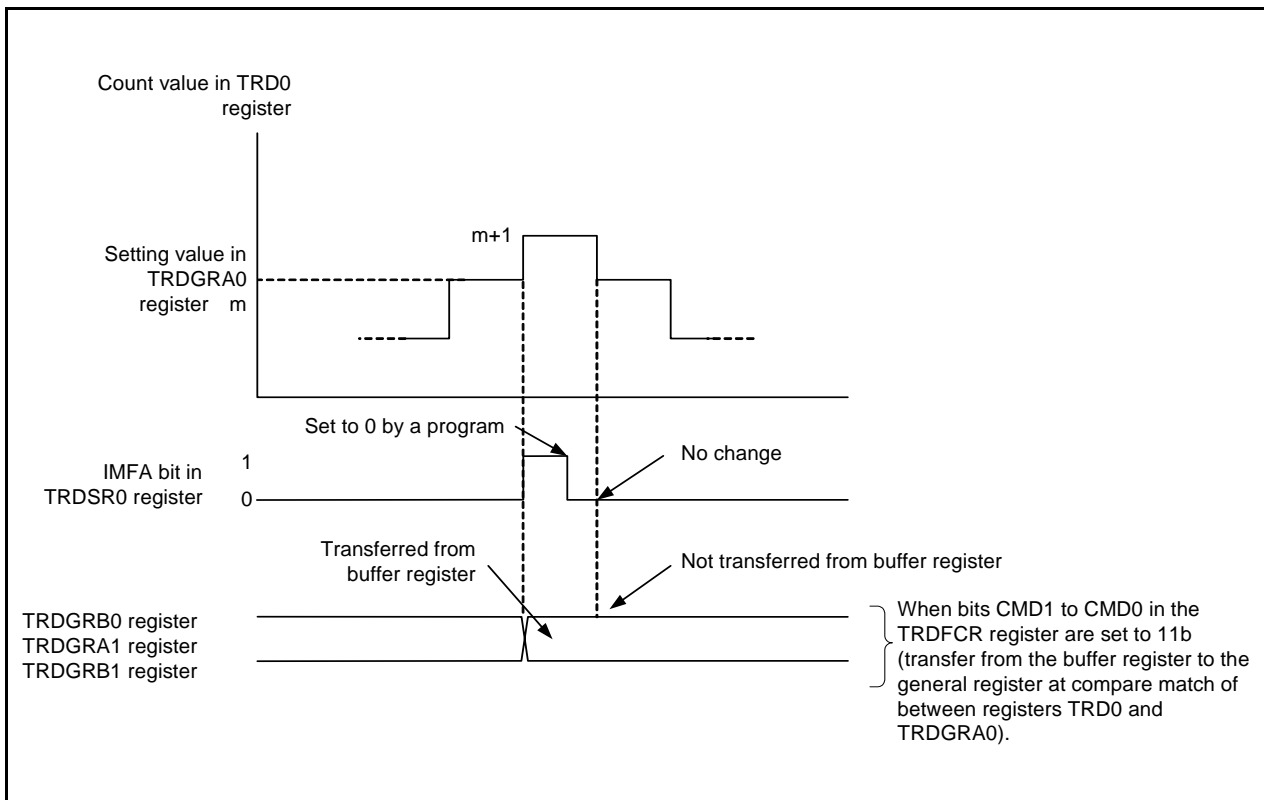 Count value in TRD0
register
m+1
Setting value in
TRDGRA0
register m
Set to 0 by a program
No change
IMFA bit in
TRDSR0 register
1
0
Transferred from
buffer register
Not transferred from buffer register
TRDGRB0 register
TRDGRA1 register
TRDGRB1 register
When bits CMD1 to CMD0 in the
TRDFCR register are set to 11b
(transfer from the buffer register to the
general register at compare match of
between registers TRD0 and
TRDGRA0).